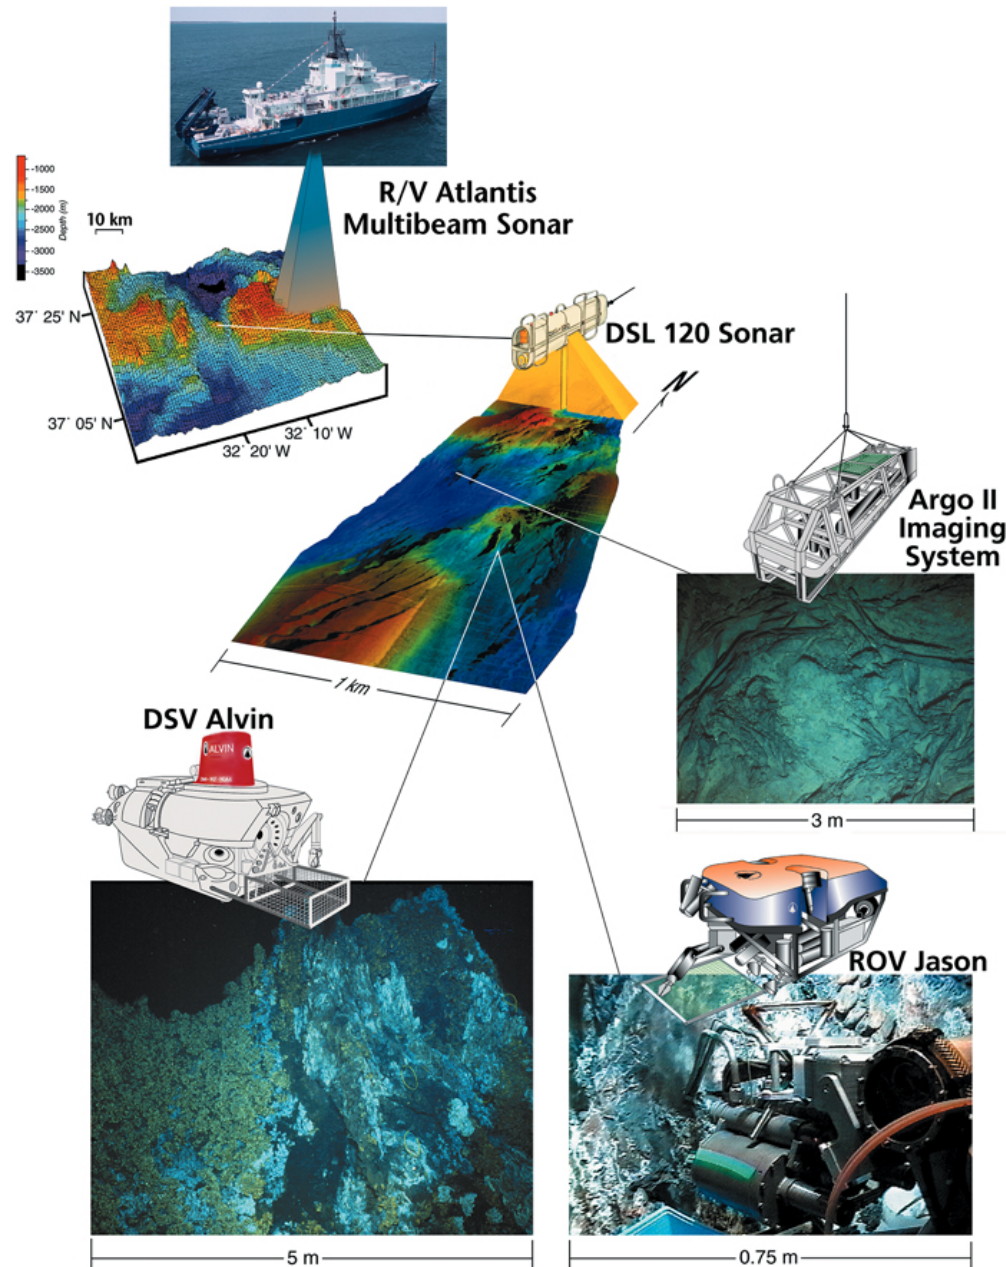 R/V Atlantis
Multibeam Sonar
-1000
-1500
-2000
-2500
-3000
-3500
Depth (m)
10 km
37° 25' N
37° 05' N
32° 20' W
32° 10' W
DSL 120 Sonar
N
Argo II
Imaging
System
1 km
3 m
DSV Alvin
ALVIN
ROV Jason
5 m
0.75 m